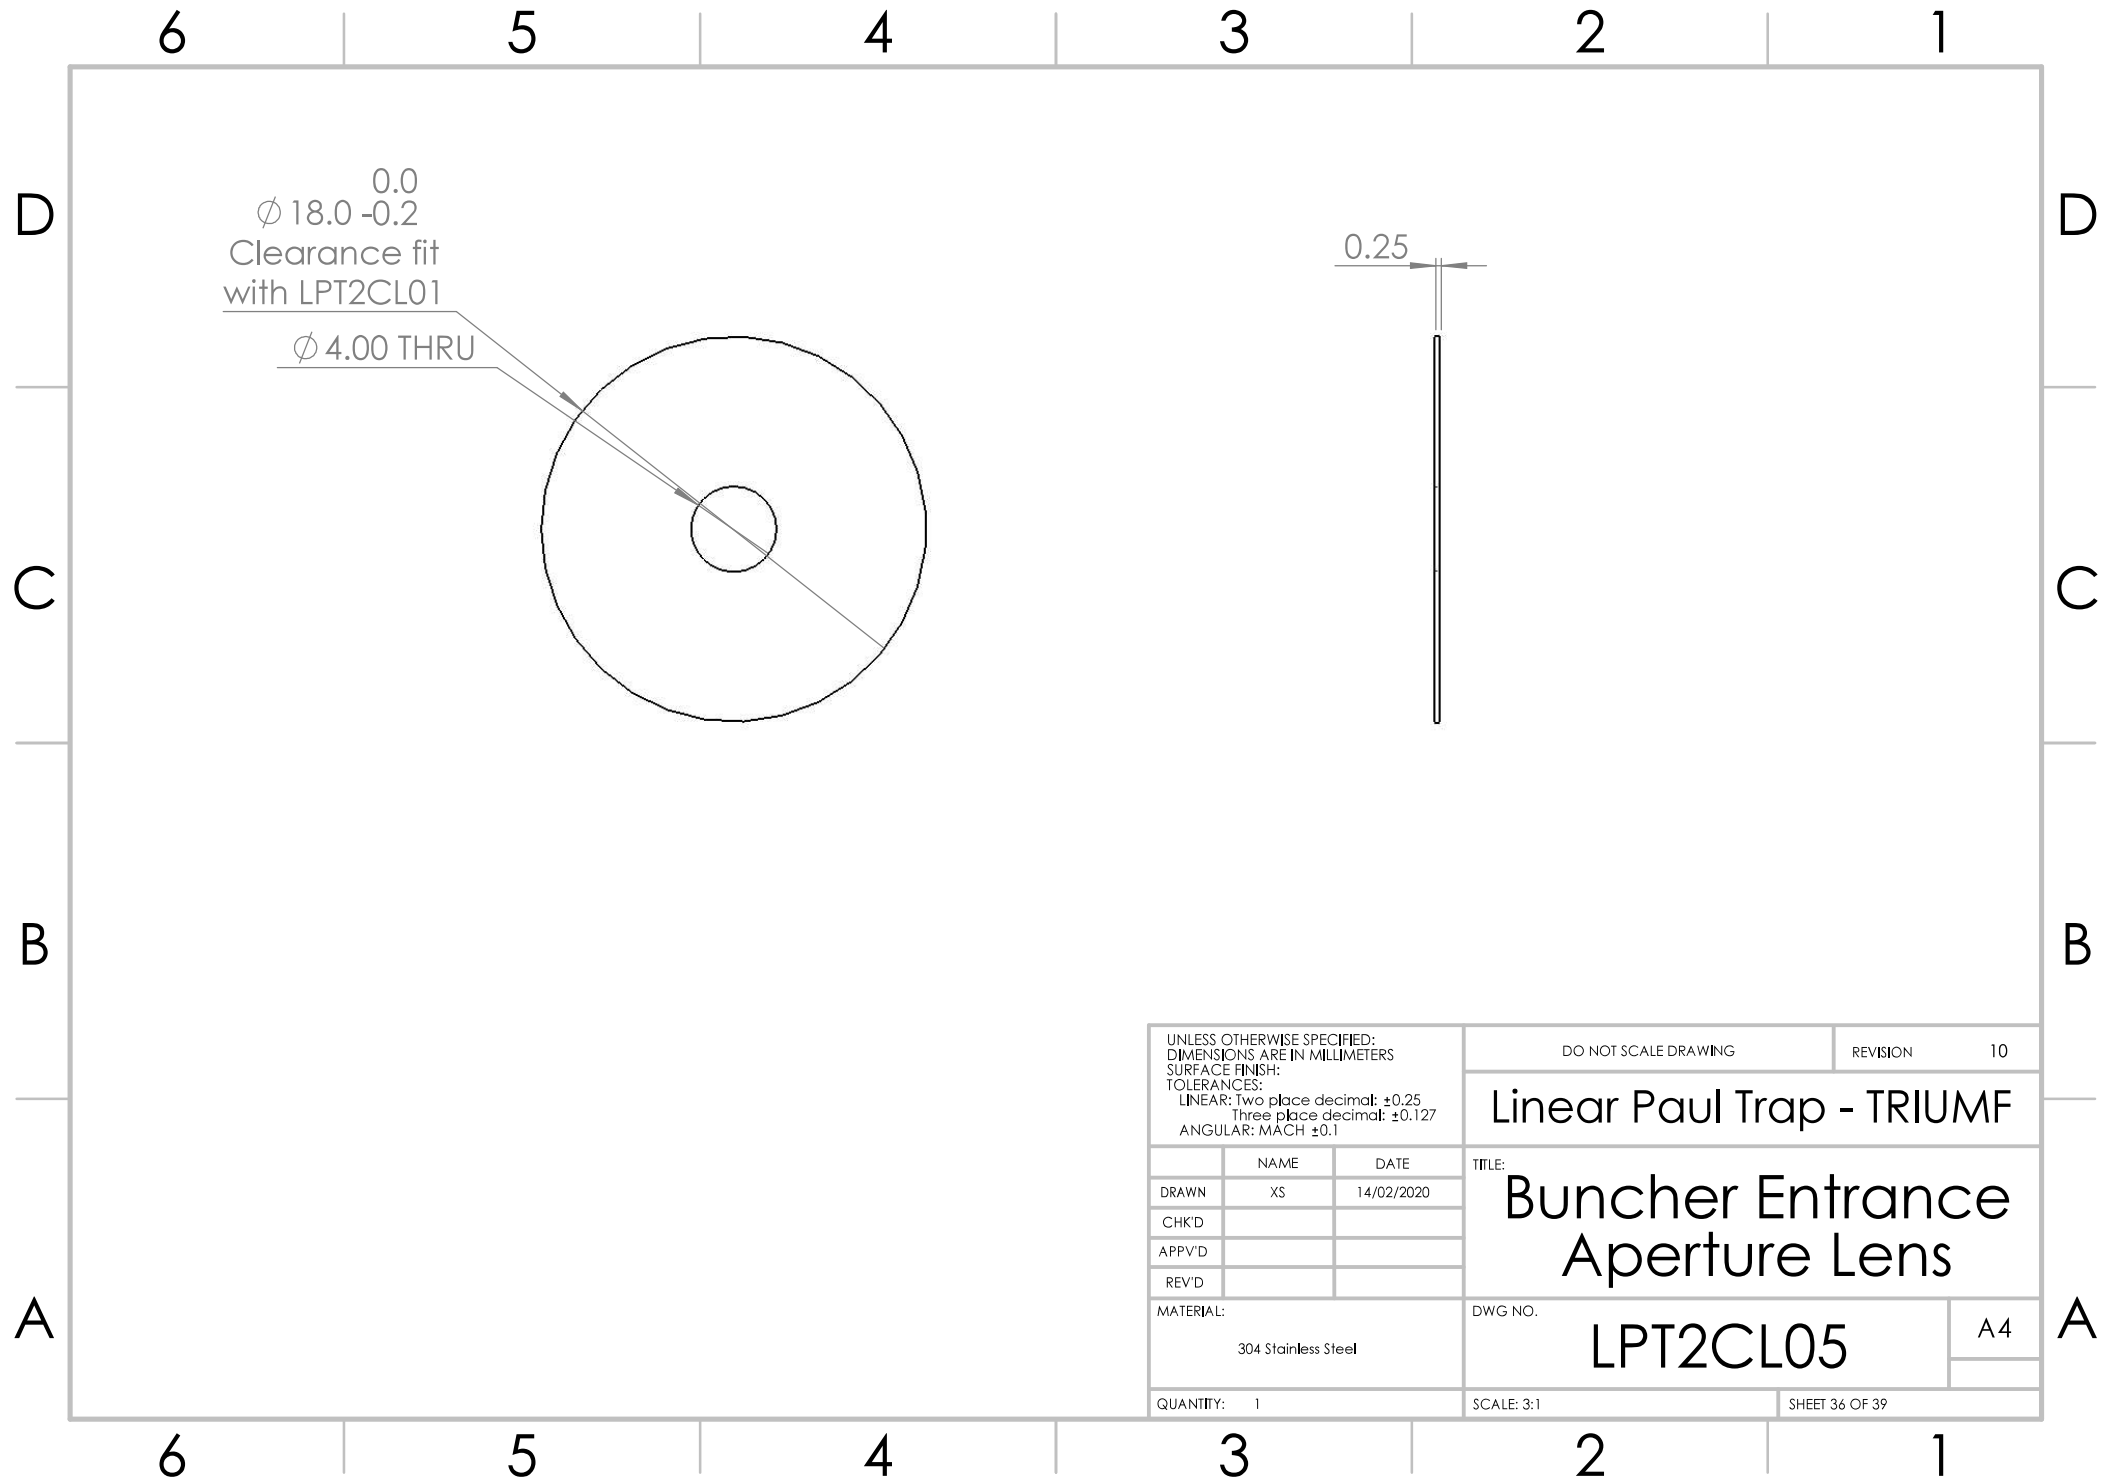 6 5 4 3 2 1
D D
0.0
∅ 18.0 -0.2
Clearance fit
with LPT2CL01
∅ 4.00 THRU
0.25
C C
B B
UNLESS OTHERWISE SPECIFIED:
DIMENSIONS ARE IN MILLIMETERS
SURFACE FINISH:
TOLERANCES:
LINEAR: Two place decimal: ±0.25
Three place decimal: ±0.127
ANGULAR: MACH ±0.1
DO NOT SCALE DRAWING
REVISION 10
Linear Paul Trap - TRIUMF
NAME DATE
DRAWN XS 14/02/2020
CHK'D
APPV'D
REV'D
TITLE:
Buncher Entrance
Aperture Lens
A A
MATERIAL:
304 Stainless Steel
DWG NO.
LPT2CL05
A4
QUANTITY: 1
SCALE: 3:1
SHEET 36 OF 39
6 5 4 3 2 1